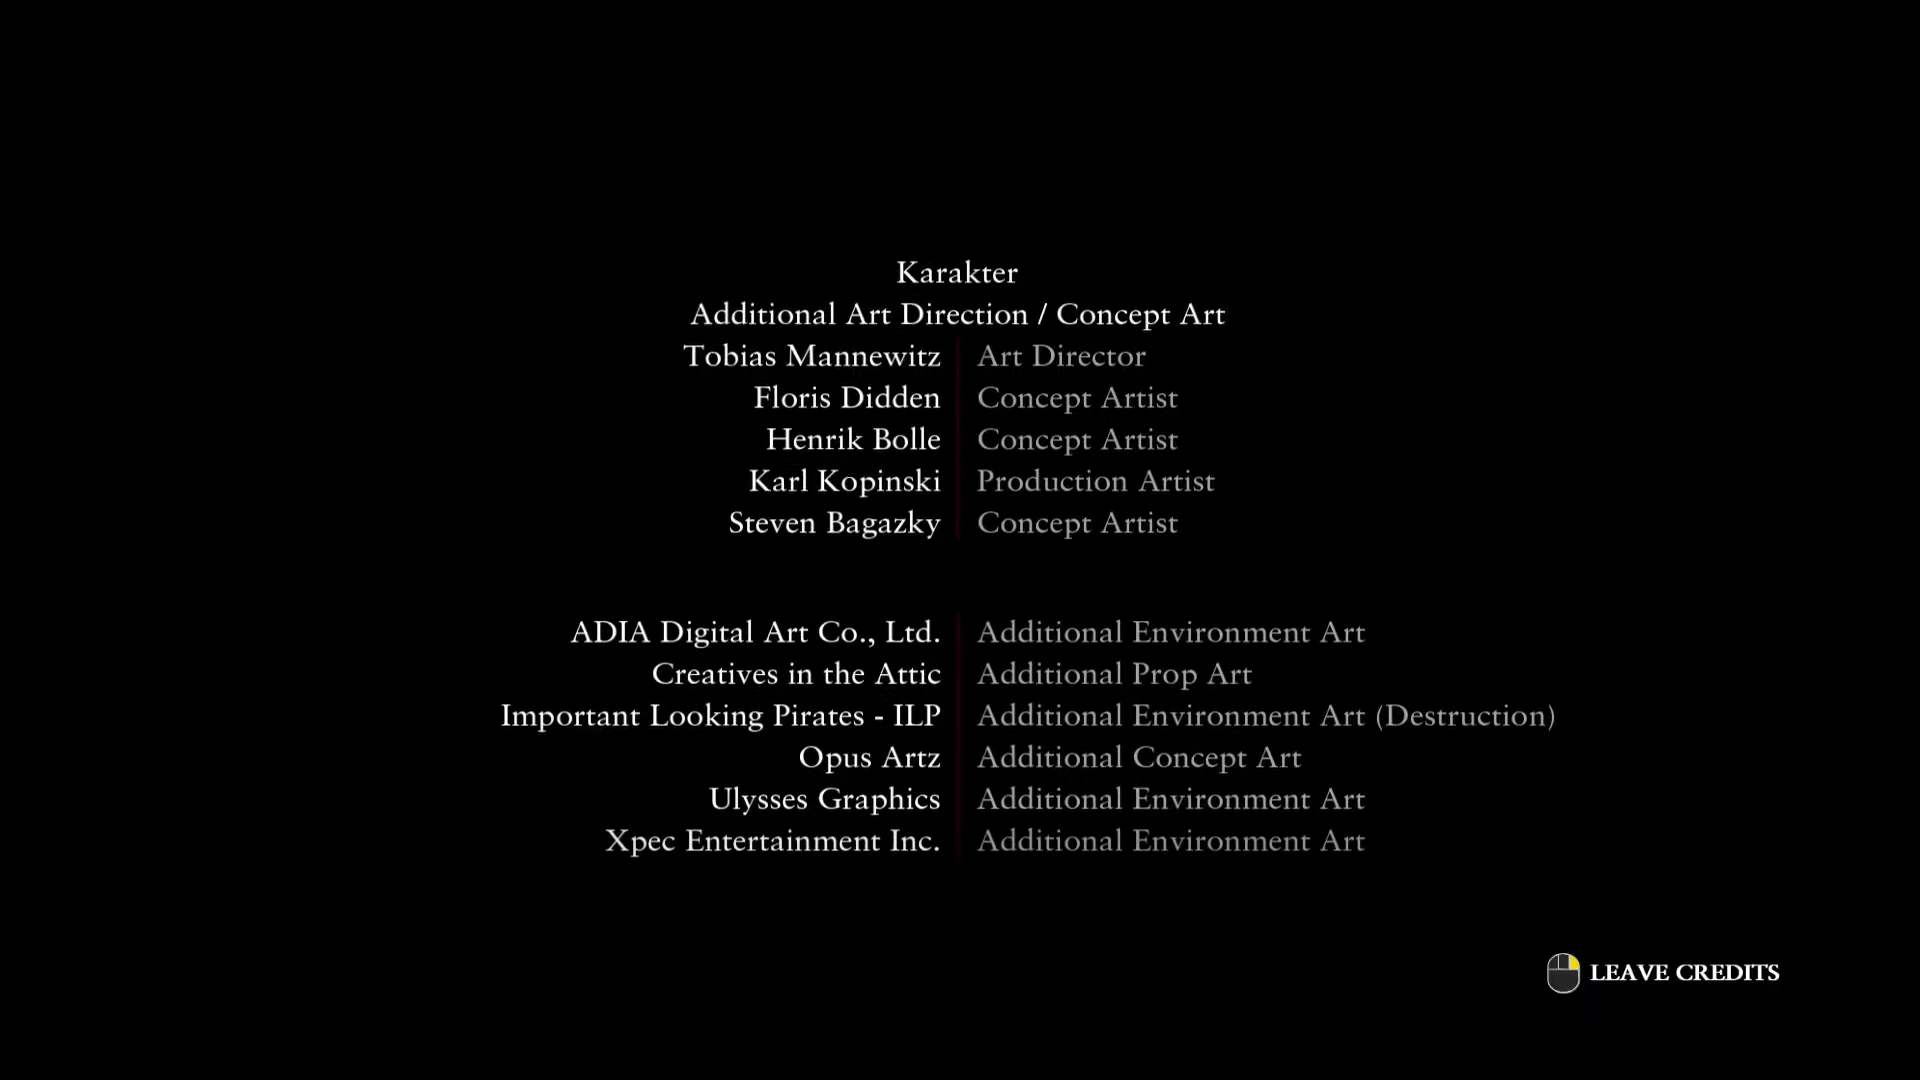 Karakter
Additional Art Direction / Concept Art
Tobias Mannewitz Art Director
Floris Didden Concept Artist
Henrik Bolle Concept Artist
Karl Kopinski Production Artist
Steven Bagazky Concept Artist
ADIA Digital Art Co., Ltd. Additional Environment Art
Creatives in the Attic Additional Prop Art
Important Looking Pirates - ILP Additional Environment Art (Destruction)
Opus Artz Additional Concept Art
Ulysses Graphics Additional Environment Art
Xpec Entertainment Inc. Additional Environment Art
LEAVE CREDITS